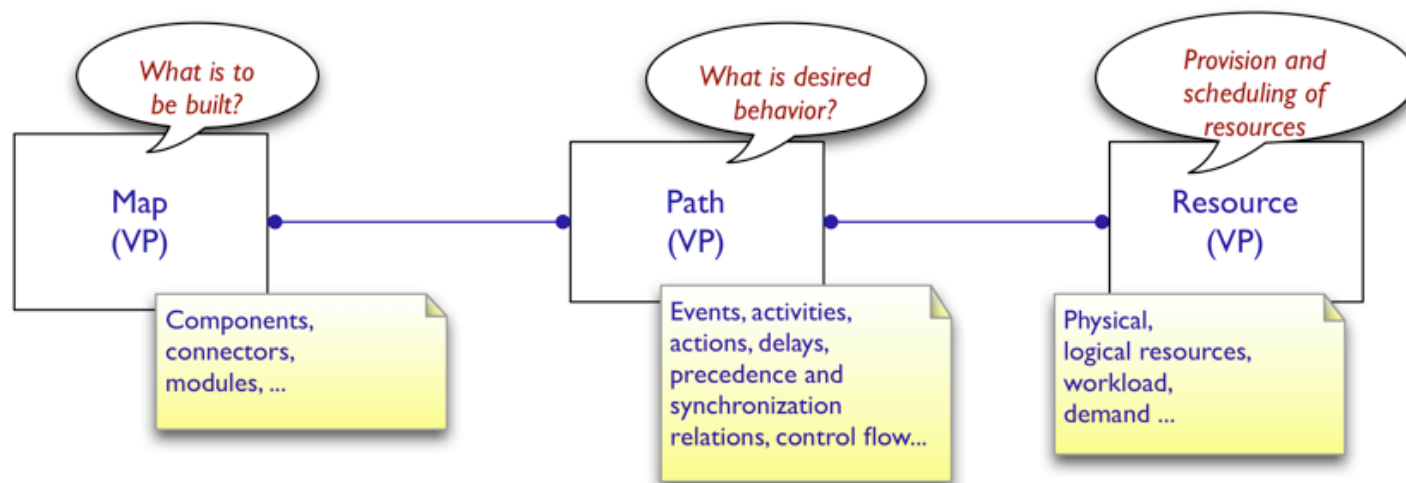 What is to
be built?
What is desired
behavior?
Provision and
scheduling of
resources
Map
(VP)
Path
(VP)
Resource
(VP)
Components,
connectors,
modules, ...
Events, activities,
actions, delays,
precedence and
synchronization
relations, control flow...
Physical,
logical resources,
workload,
demand ...